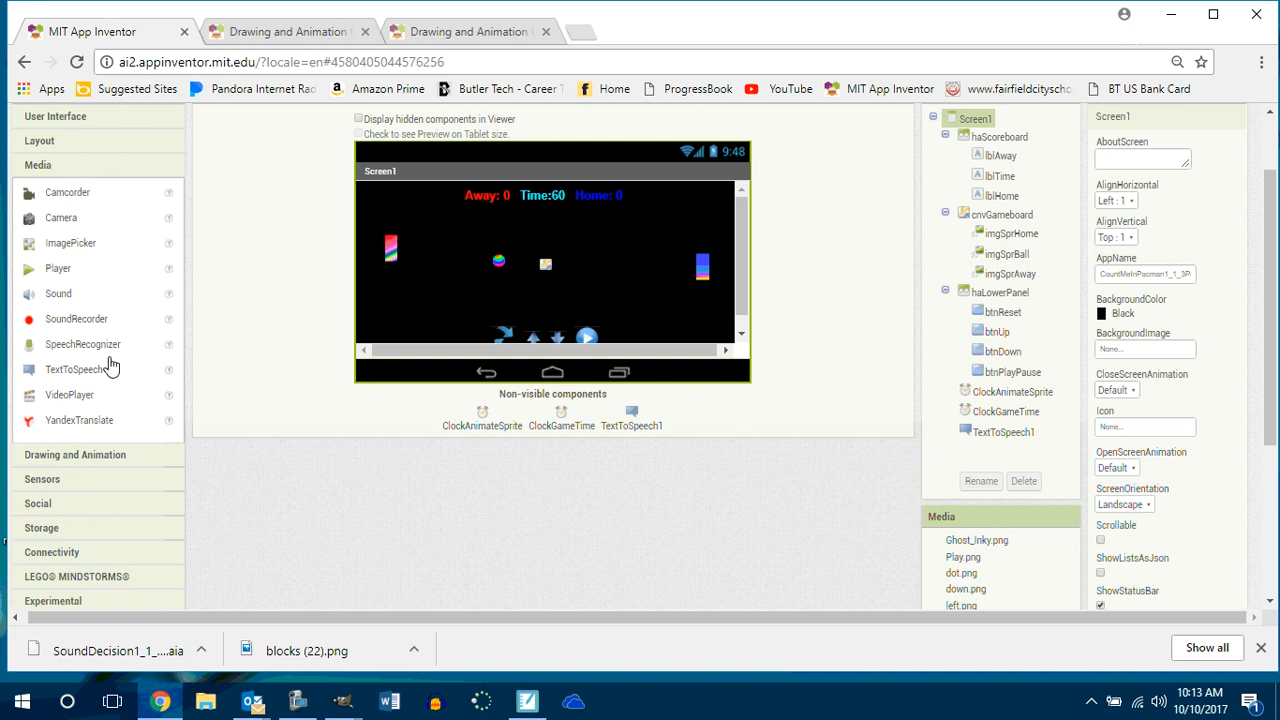 MIT App Inventor
Drawing and Animation
Drawing and Animation
ai2.appinventor.mit.edu/?locale=en#4580405044576256
Apps
Suggested Sites
Pandora Internet Rad
Amazon Prime
Butler Tech - Career T
Home
ProgressBook
YouTube
MIT App Inventor
www.fairfieldcityscho
BT US Bank Card
User Interface
Layout
Media
Camcorder
Camera
ImagePicker
Player
Sound
SoundRecorder
SpeechRecognizer
TextToSpeech
VideoPlayer
YandexTranslate
Drawing and Animation
Sensors
Social
Storage
Connectivity
LEGO® MINDSTORMS®
Experimental
Display hidden components in Viewer
Check to see Preview on Tablet size.
9:48
Screen1
Away: 0 Time:60 Home: 0
Non-visible components
ClockAnimateSprite ClockGameTime TextToSpeech1
Screen1
haScoreboard
lblAway
lblTime
lblHome
cnvGameboard
imgSprHome
imgSprBall
imgSprAway
haLowerPanel
btnReset
btnUp
btnDown
btnPlayPause
ClockAnimateSprite
ClockGameTime
TextToSpeech1
Rename Delete
Media
Ghost_Inky.png
Play.png
dot.png
down.png
left.png
Screen1
AboutScreen
AlignHorizontal
Left : 1
AlignVertical
Top : 1
AppName
CountMeInPacman1_1_3P
BackgroundColor
Black
BackgroundImage
None...
CloseScreenAnimation
Default
Icon
None...
OpenScreenAnimation
Default
ScreenOrientation
Landscape
Scrollable
ShowListsAsJson
ShowStatusBar
SoundDecision1_1_....aia
blocks (22).png
Show all
10:13 AM
10/10/2017